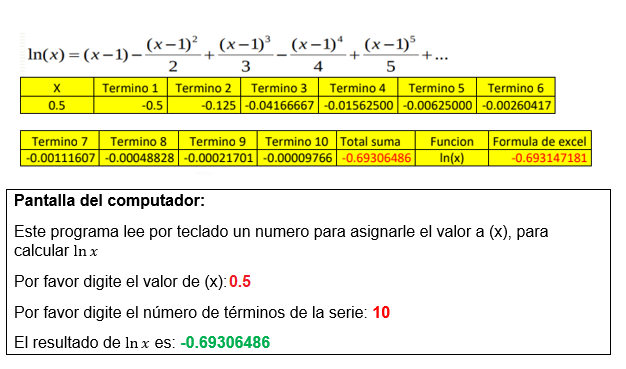 ln(x) = (x−1) − (x−1)²/2 + (x−1)³/3 − (x−1)⁴/4 + (x−1)⁵/5 + ...
X Termino 1 Termino 2 Termino 3 Termino 4 Termino 5 Termino 6
0.5 -0.5 -0.125 -0.04166667 -0.01562500 -0.00625000 -0.00260417
Termino 7 Termino 8 Termino 9 Termino 10 Total suma Funcion Formula de excel
-0.00111607 -0.00048828 -0.00021701 -0.00009766 -0.69306486 ln(x) -0.693147181
Pantalla del computador:
Este programa lee por teclado un numero para asignarle el valor a (x), para
calcular ln x
Por favor digite el valor de (x): 0.5
Por favor digite el número de términos de la serie: 10
El resultado de ln x es: -0.69306486